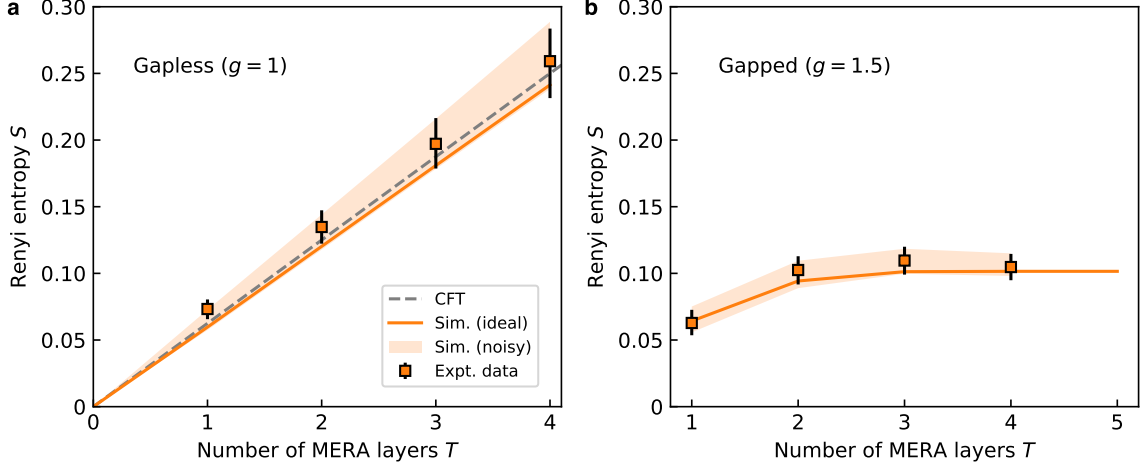 a
Gapless (g = 1)
Renyi entropy S
0.30
0.25
0.20
0.15
0.10
0.05
0
CFT
Sim. (ideal)
Sim. (noisy)
Expt. data
0 1 2 3 4
Number of MERA layers T
b
Gapped (g = 1.5)
Renyi entropy S
0.30
0.25
0.20
0.15
0.10
0.05
0
1 2 3 4 5
Number of MERA layers T